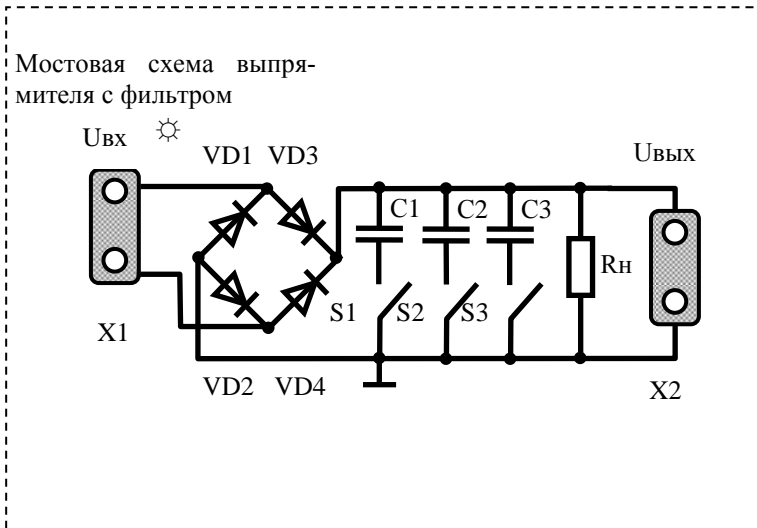 Мостовая схема выпря-
мителя с фильтром
Uвх
VD1 VD3
Uвых
C1 C2 C3
Rн
S1 S2 S3
X1
VD2 VD4
X2